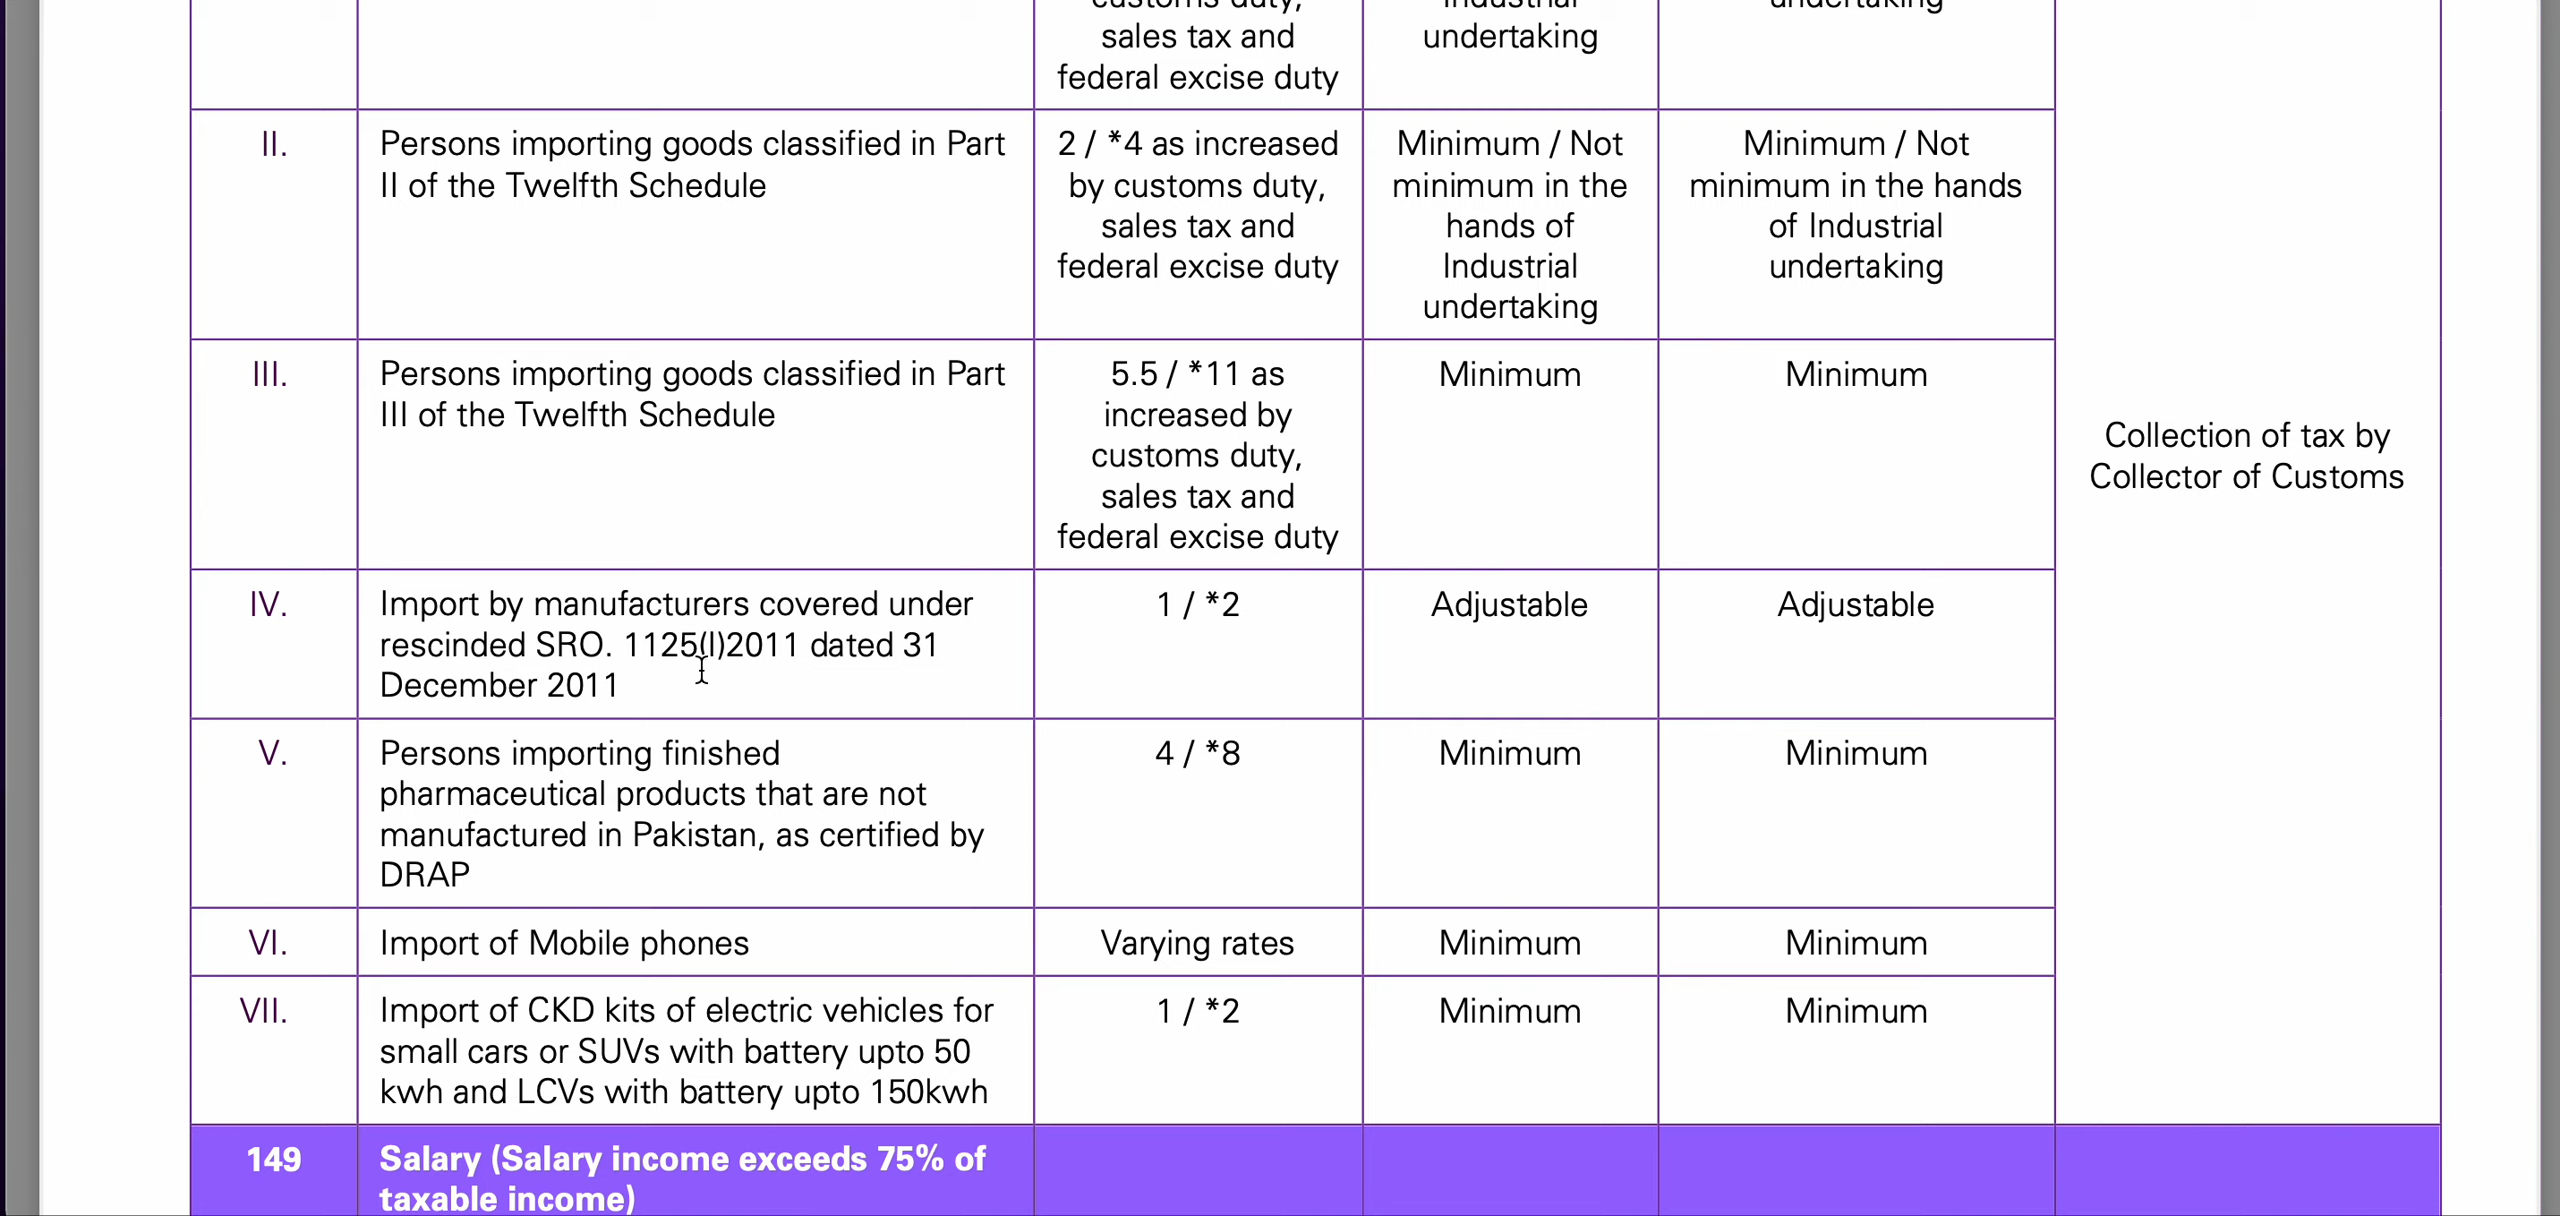 customs duty,
sales tax and
federal excise duty
Industrial
undertaking
undertaking
II.
Persons importing goods classified in Part
II of the Twelfth Schedule
2 / *4 as increased
by customs duty,
sales tax and
federal excise duty
Minimum / Not
minimum in the
hands of
Industrial
undertaking
Minimum / Not
minimum in the hands
of Industrial
undertaking
III.
Persons importing goods classified in Part
III of the Twelfth Schedule
5.5 / *11 as
increased by
customs duty,
sales tax and
federal excise duty
Minimum
Minimum
Collection of tax by
Collector of Customs
IV.
Import by manufacturers covered under
rescinded SRO. 1125(I)2011 dated 31
December 2011
1 / *2
Adjustable
Adjustable
V.
Persons importing finished
pharmaceutical products that are not
manufactured in Pakistan, as certified by
DRAP
4 / *8
Minimum
Minimum
VI.
Import of Mobile phones
Varying rates
Minimum
Minimum
VII.
Import of CKD kits of electric vehicles for
small cars or SUVs with battery upto 50
kwh and LCVs with battery upto 150kwh
1 / *2
Minimum
Minimum
149
Salary (Salary income exceeds 75% of
taxable income)